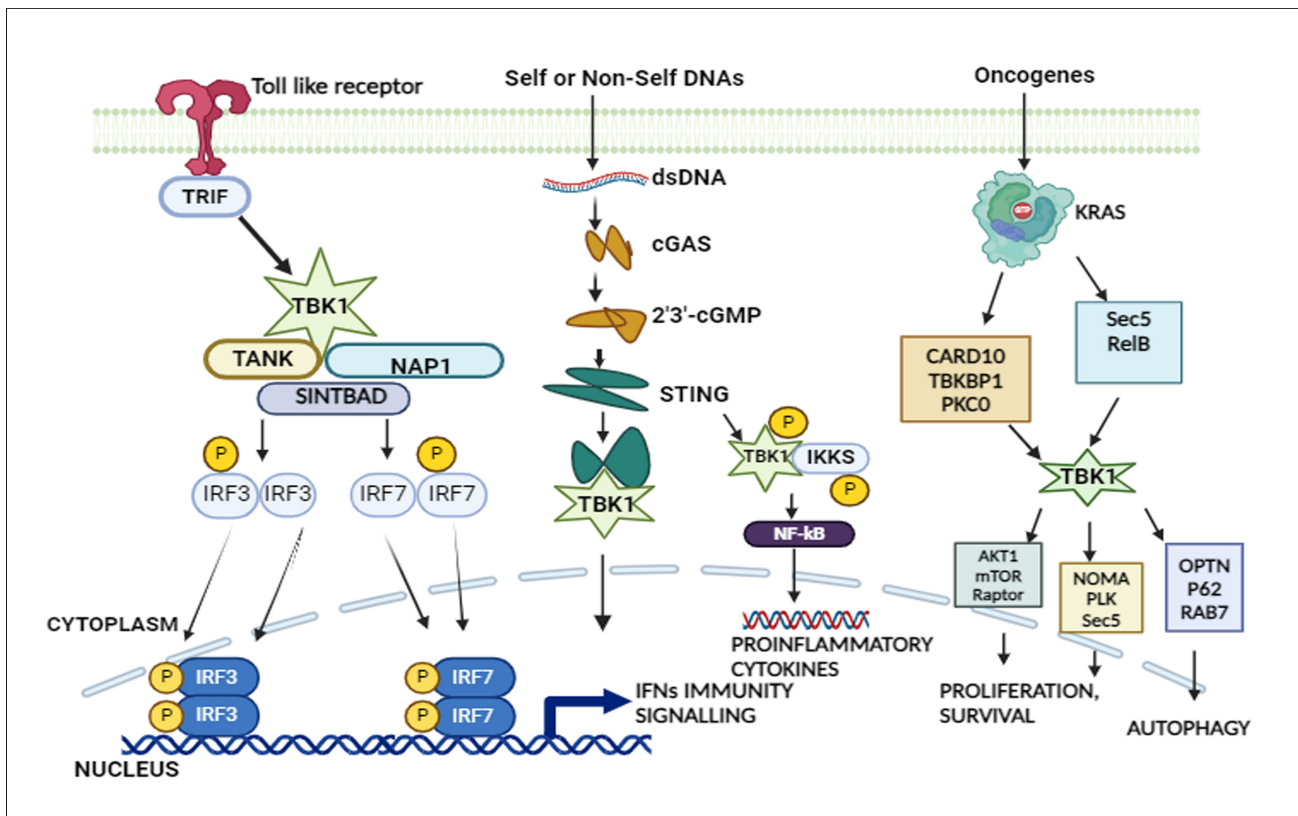 Toll like receptor
TRIF
TBK1
TANK
NAP1
SINTBAD
P
P
IRF3
IRF3
IRF7
IRF7
CYTOPLASM
P
IRF3
P
IRF3
P
IRF7
P
IRF7
NUCLEUS
Self or Non-Self DNAs
dsDNA
cGAS
2'3'-cGMP
STING
TBK1
P
TBK1
IKKS
P
NF-kB
PROINFLAMMATORY
CYTOKINES
IFNs IMMUNITY
SIGNALLING
Oncogenes
KRAS
CARD10
TBKBP1
PKC0
Sec5
RelB
TBK1
AKT1
mTOR
Raptor
NOMA
PLK
Sec5
OPTN
P62
RAB7
PROLIFERATION,
SURVIVAL
AUTOPHAGY